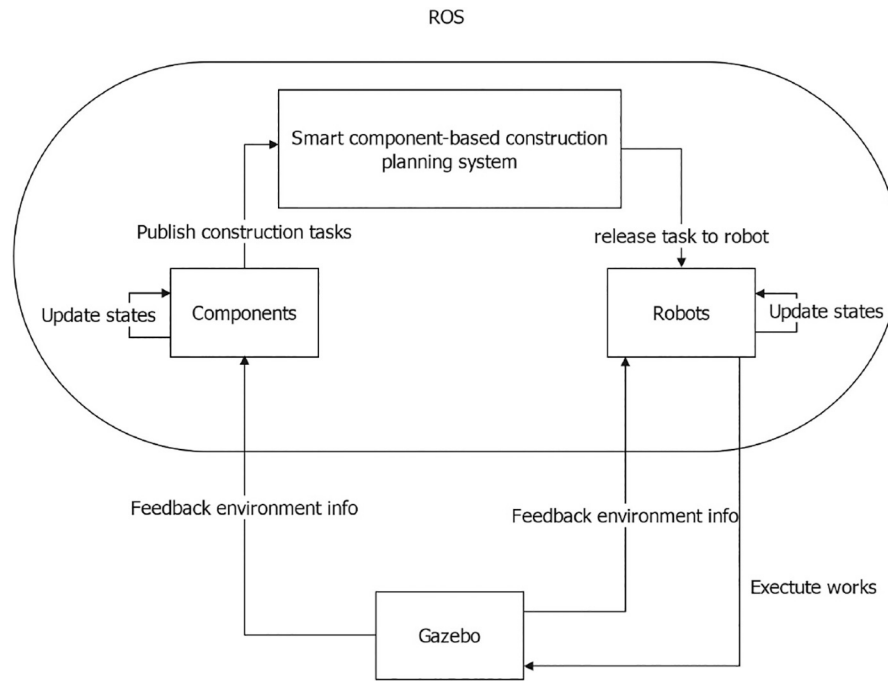 ROS
Smart component-based construction
planning system
Publish construction tasks
release task to robot
Update states
Components
Robots
Update states
Feedback environment info
Feedback environment info
Exectute works
Gazebo